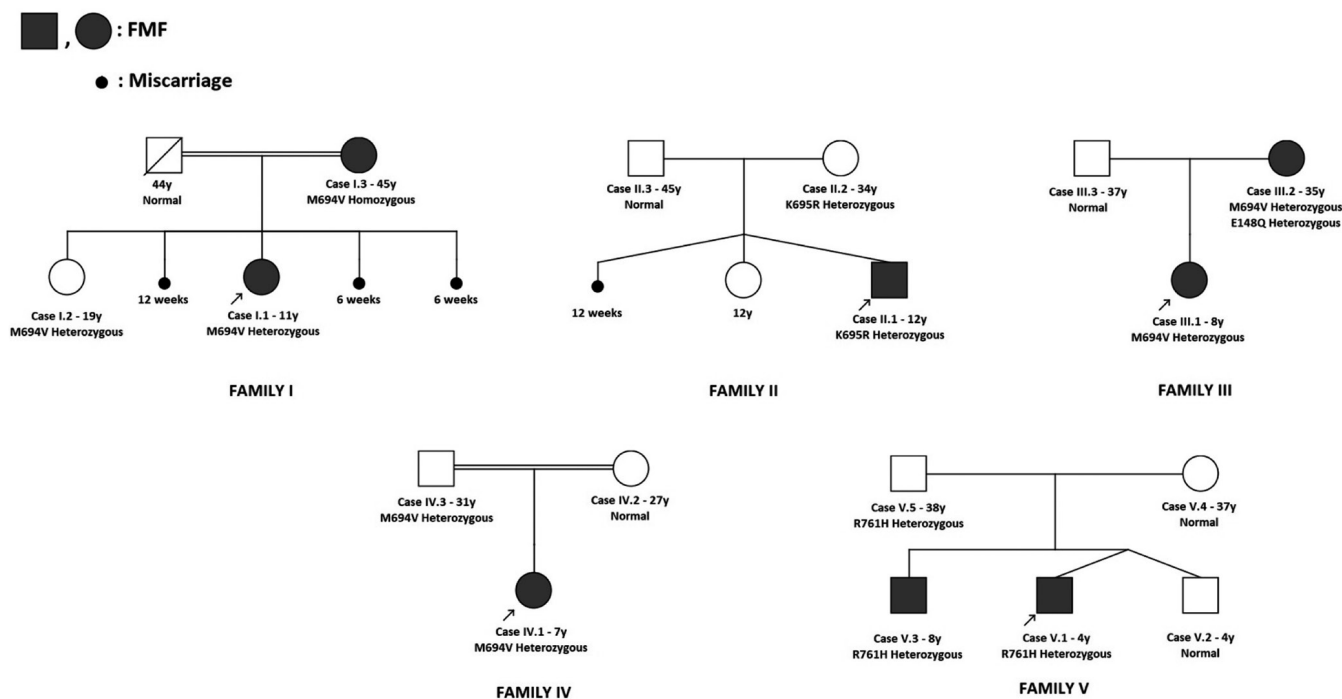 , : FMF
: Miscarriage
44y
Normal
Case I.3 - 45y
M694V Homozygous
Case I.2 - 19y
M694V Heterozygous
12 weeks
Case I.1 - 11y
M694V Heterozygous
6 weeks
6 weeks
FAMILY I
Case II.3 - 45y
Normal
Case II.2 - 34y
K695R Heterozygous
12 weeks
12y
Case II.1 - 12y
K695R Heterozygous
FAMILY II
Case III.3 - 37y
Normal
Case III.2 - 35y
M694V Heterozygous
E148Q Heterozygous
Case III.1 - 8y
M694V Heterozygous
FAMILY III
Case IV.3 - 31y
M694V Heterozygous
Case IV.2 - 27y
Normal
Case IV.1 - 7y
M694V Heterozygous
FAMILY IV
Case V.5 - 38y
R761H Heterozygous
Case V.4 - 37y
Normal
Case V.3 - 8y
R761H Heterozygous
Case V.1 - 4y
R761H Heterozygous
Case V.2 - 4y
Normal
FAMILY V